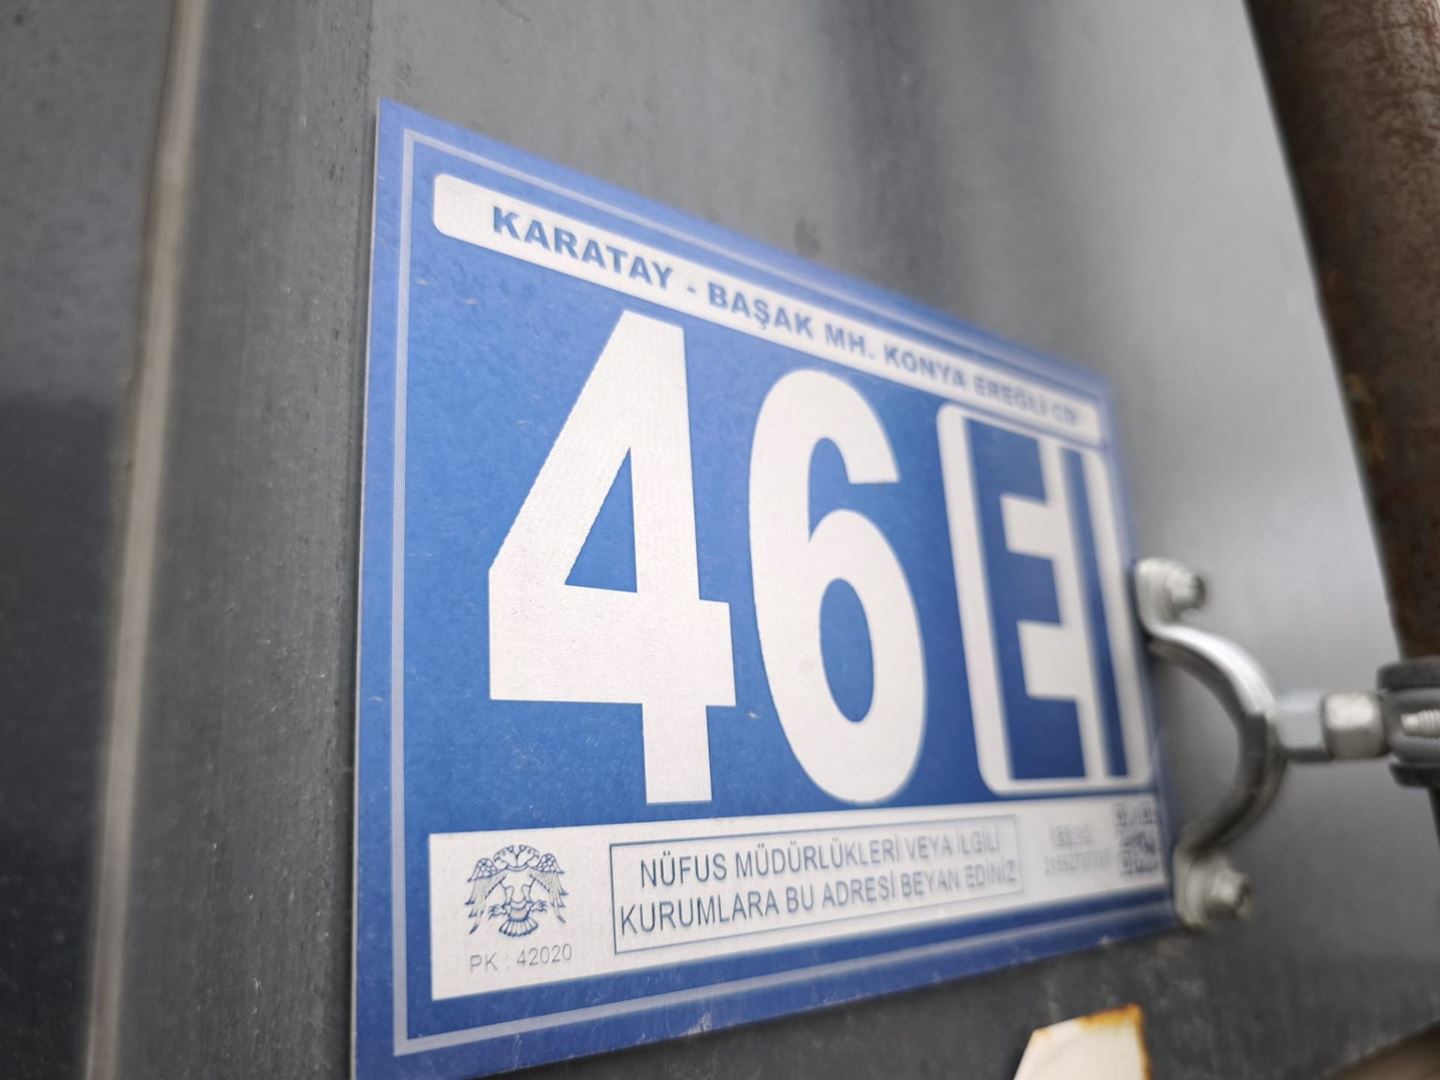 KARATAY - BAŞAK MH. KONYA EREĞLİ CD.
46 EI
NÜFUS MÜDÜRLÜKLERİ VEYA İLGİLİ
KURUMLARA BU ADRESİ BEYAN EDİNİZ
PK : 42020